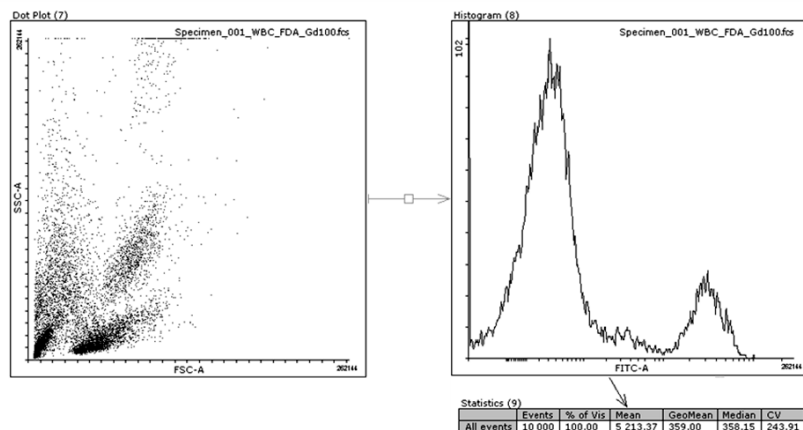 Dot Plot (7)
Specimen_001_WBC_FDA_Gd100.fcs
262144
SSC-A
FSC-A
262144
Histogram (8)
Specimen_001_WBC_FDA_Gd100.fcs
102
FITC-A
262144
Statistics (9)
Events % of Vis Mean GeoMean Median CV
All events 10 000 100.00 5 213.37 359.00 358.15 243.91